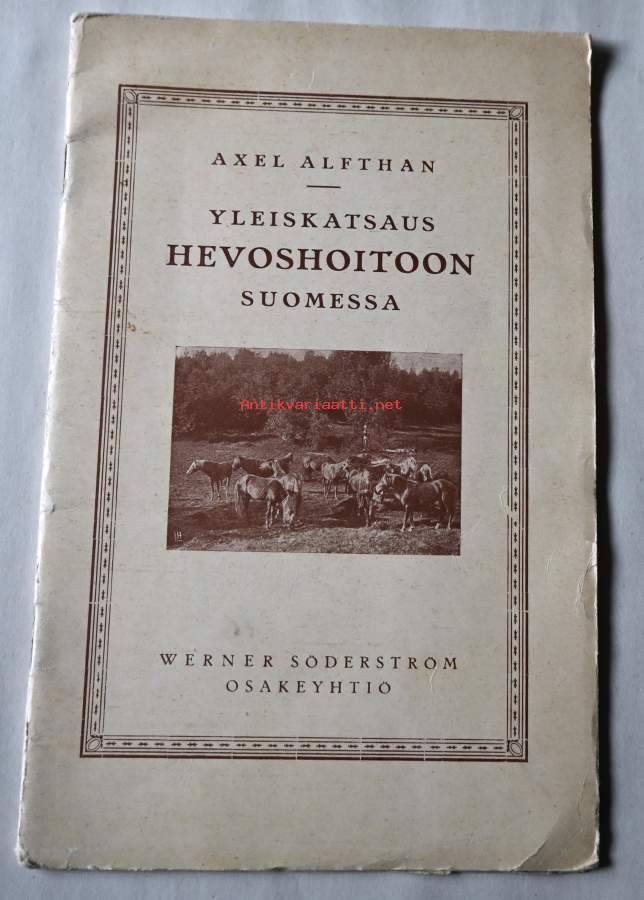 AXEL ALFTHAN
YLEISKATSAUS
HEVOSHOITOON
SUOMESSA
Antikvariaatti.net
WERNER SÖDERSTRÖM
OSAKEYHTIÖ